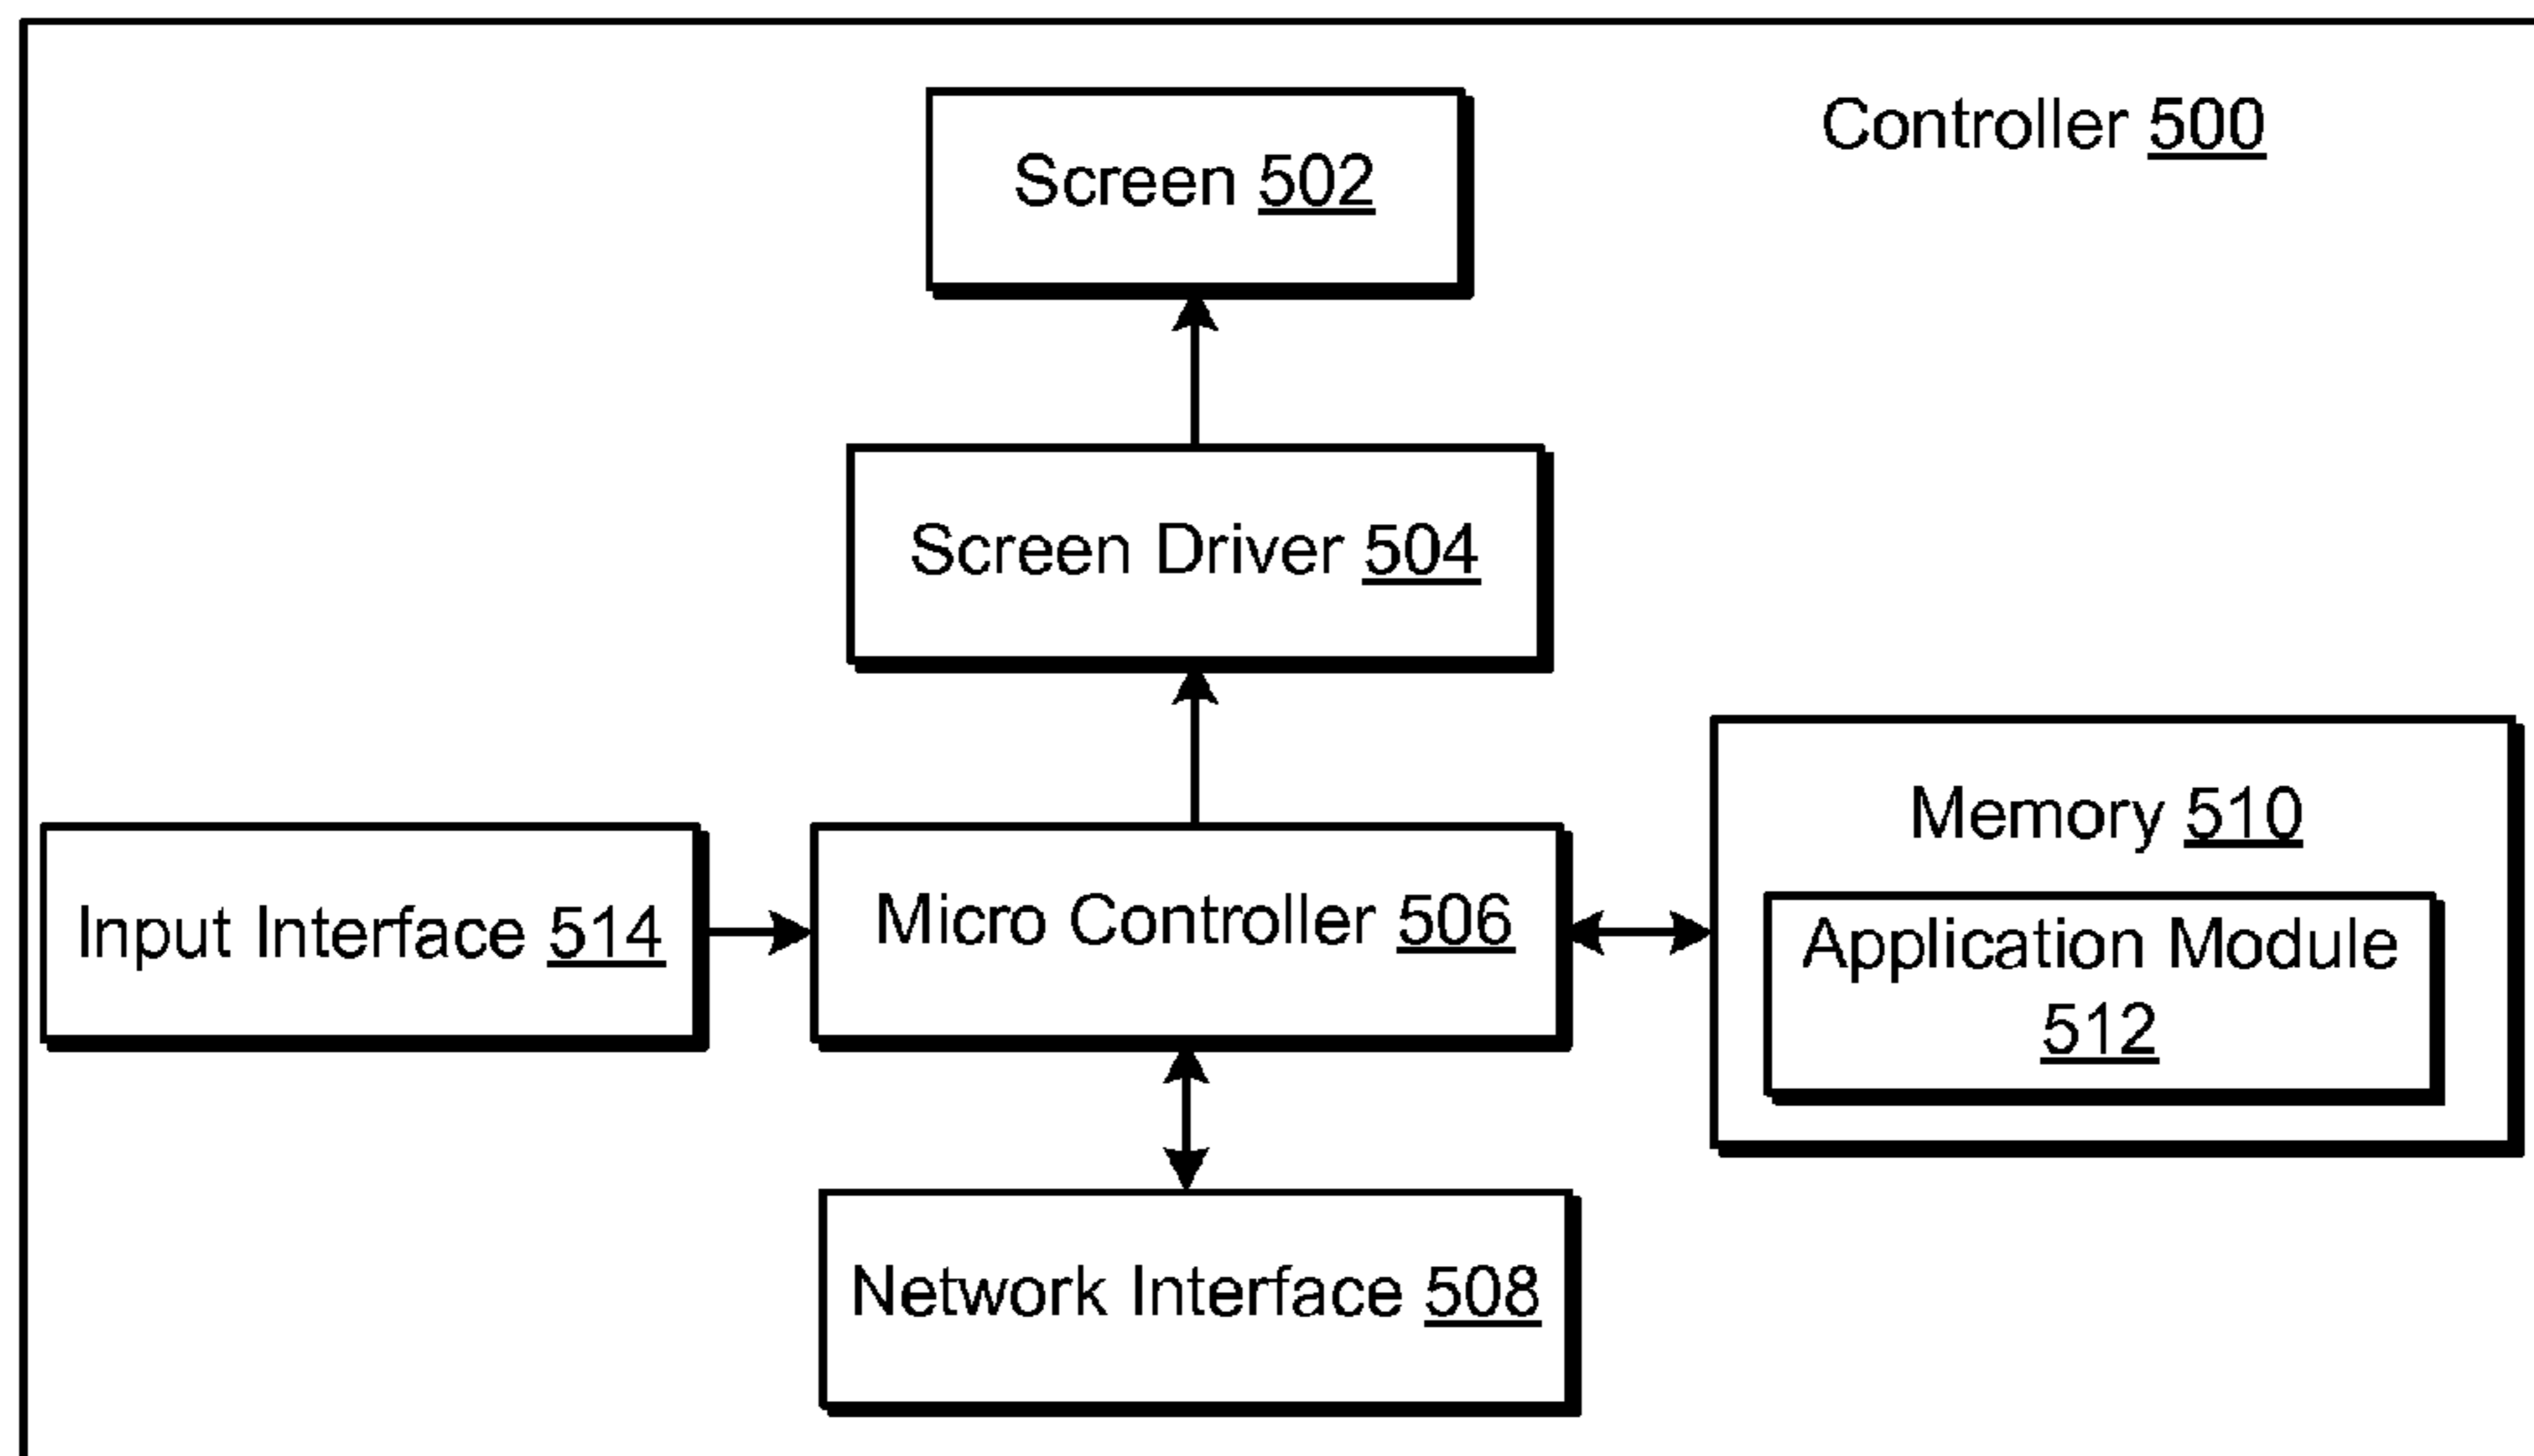 Controller 500
Screen 502
Screen Driver 504
Memory 510
Input Interface 514
Micro Controller 506
Application Module
512
Network Interface 508